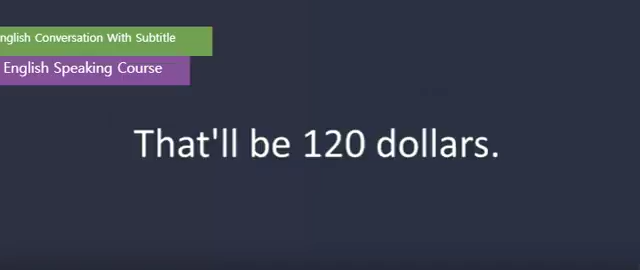 nglish Conversation With Subtitle
English Speaking Course
That'll be 120 dollars.